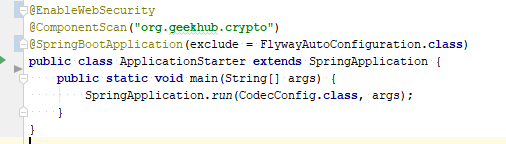 @EnableWebSecurity
@ComponentScan("org.geekhub.crypto")
@SpringBootApplication(exclude = FlywayAutoConfiguration.class)
public class ApplicationStarter extends SpringApplication {
    public static void main(String[] args) {
        SpringApplication.run(CodecConfig.class, args);
    }
}